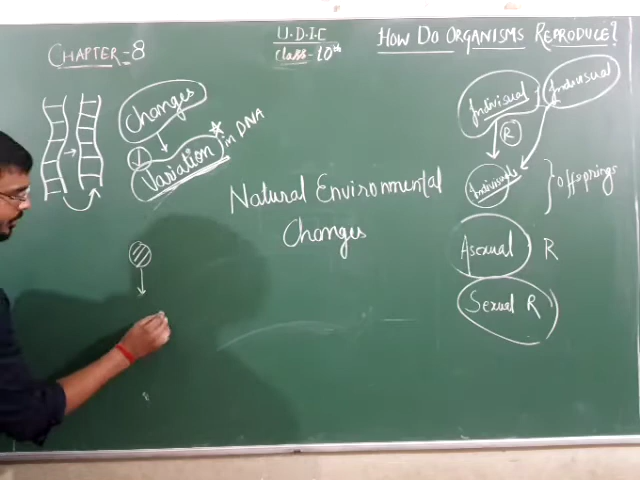 CHAPTER-8
U.D.I.C
Class-10th
HOW DO ORGANISMS REPRODUCE?
Changes
Variation
in DNA
Natural Environmental
Changes
Individual
Individual
R
Individuals
offsprings
Asexual R
Sexual R